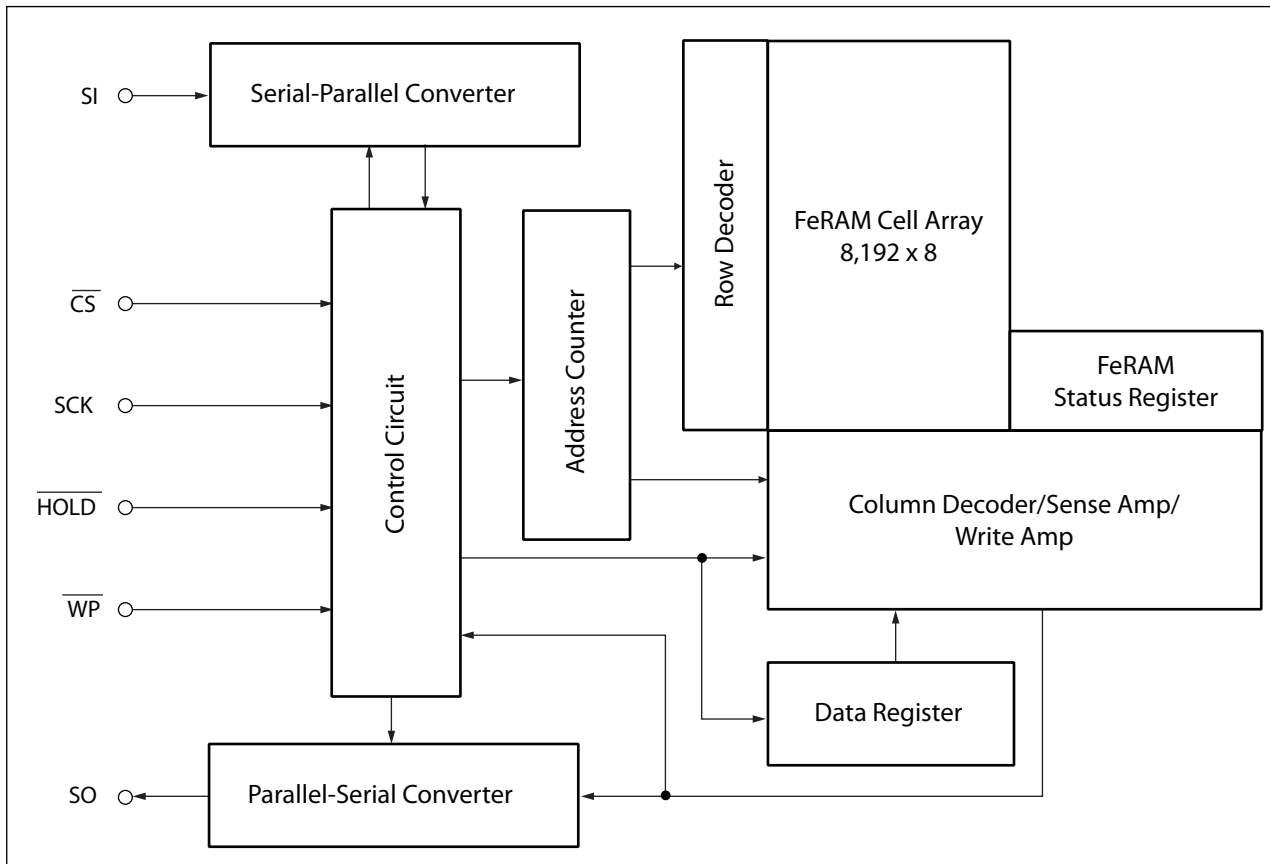 SI
Serial-Parallel Converter
Row Decoder
FeRAM Cell Array
8,192 x 8
CS
Control Circuit
Address Counter
FeRAM
Status Register
SCK
HOLD
Column Decoder/Sense Amp/
Write Amp
WP
Data Register
SO
Parallel-Serial Converter